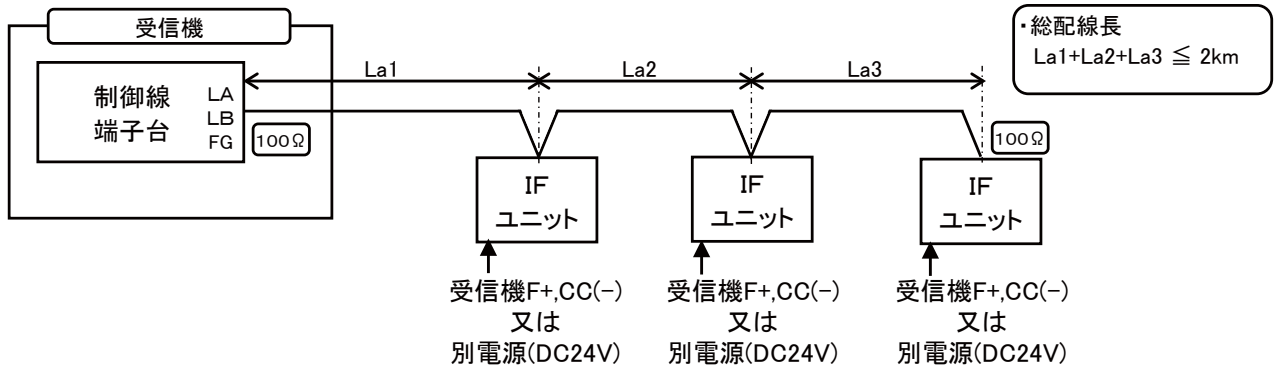 受信機
制御線
端子台
LA
LB
FG
100Ω
La1
La2
La3
・総配線長
La1+La2+La3 ≦ 2km
100Ω
IF
ユニット
IF
ユニット
IF
ユニット
受信機F+,CC(-)
又は
別電源(DC24V)
受信機F+,CC(-)
又は
別電源(DC24V)
受信機F+,CC(-)
又は
別電源(DC24V)